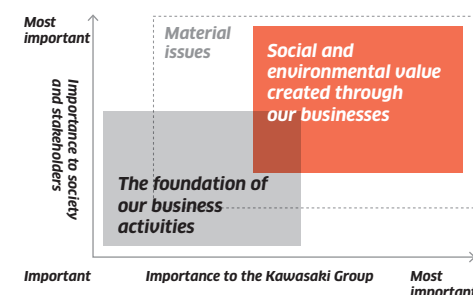 Most
important
Material
issues
Social and
environmental value
created through
our businesses
Importance to society
and stakeholders
The foundation of
our business
activities
Important
Importance to the Kawasaki Group
Most
important